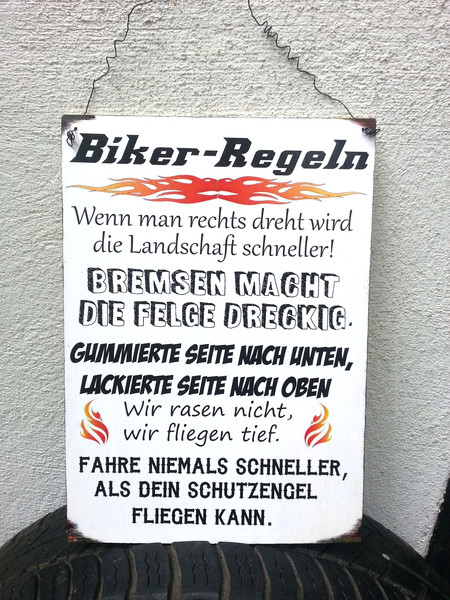 Biker-Regeln
Wenn man rechts dreht wird
die Landschaft schneller!
BREMSEN MACHT
DIE FELGE DRECKIG.
GUMMIERTE SEITE NACH UNTEN,
LACKIERTE SEITE NACH OBEN
Wir rasen nicht,
wir fliegen tief.
FAHRE NIEMALS SCHNELLER,
ALS DEIN SCHUTZENGEL
FLIEGEN KANN.